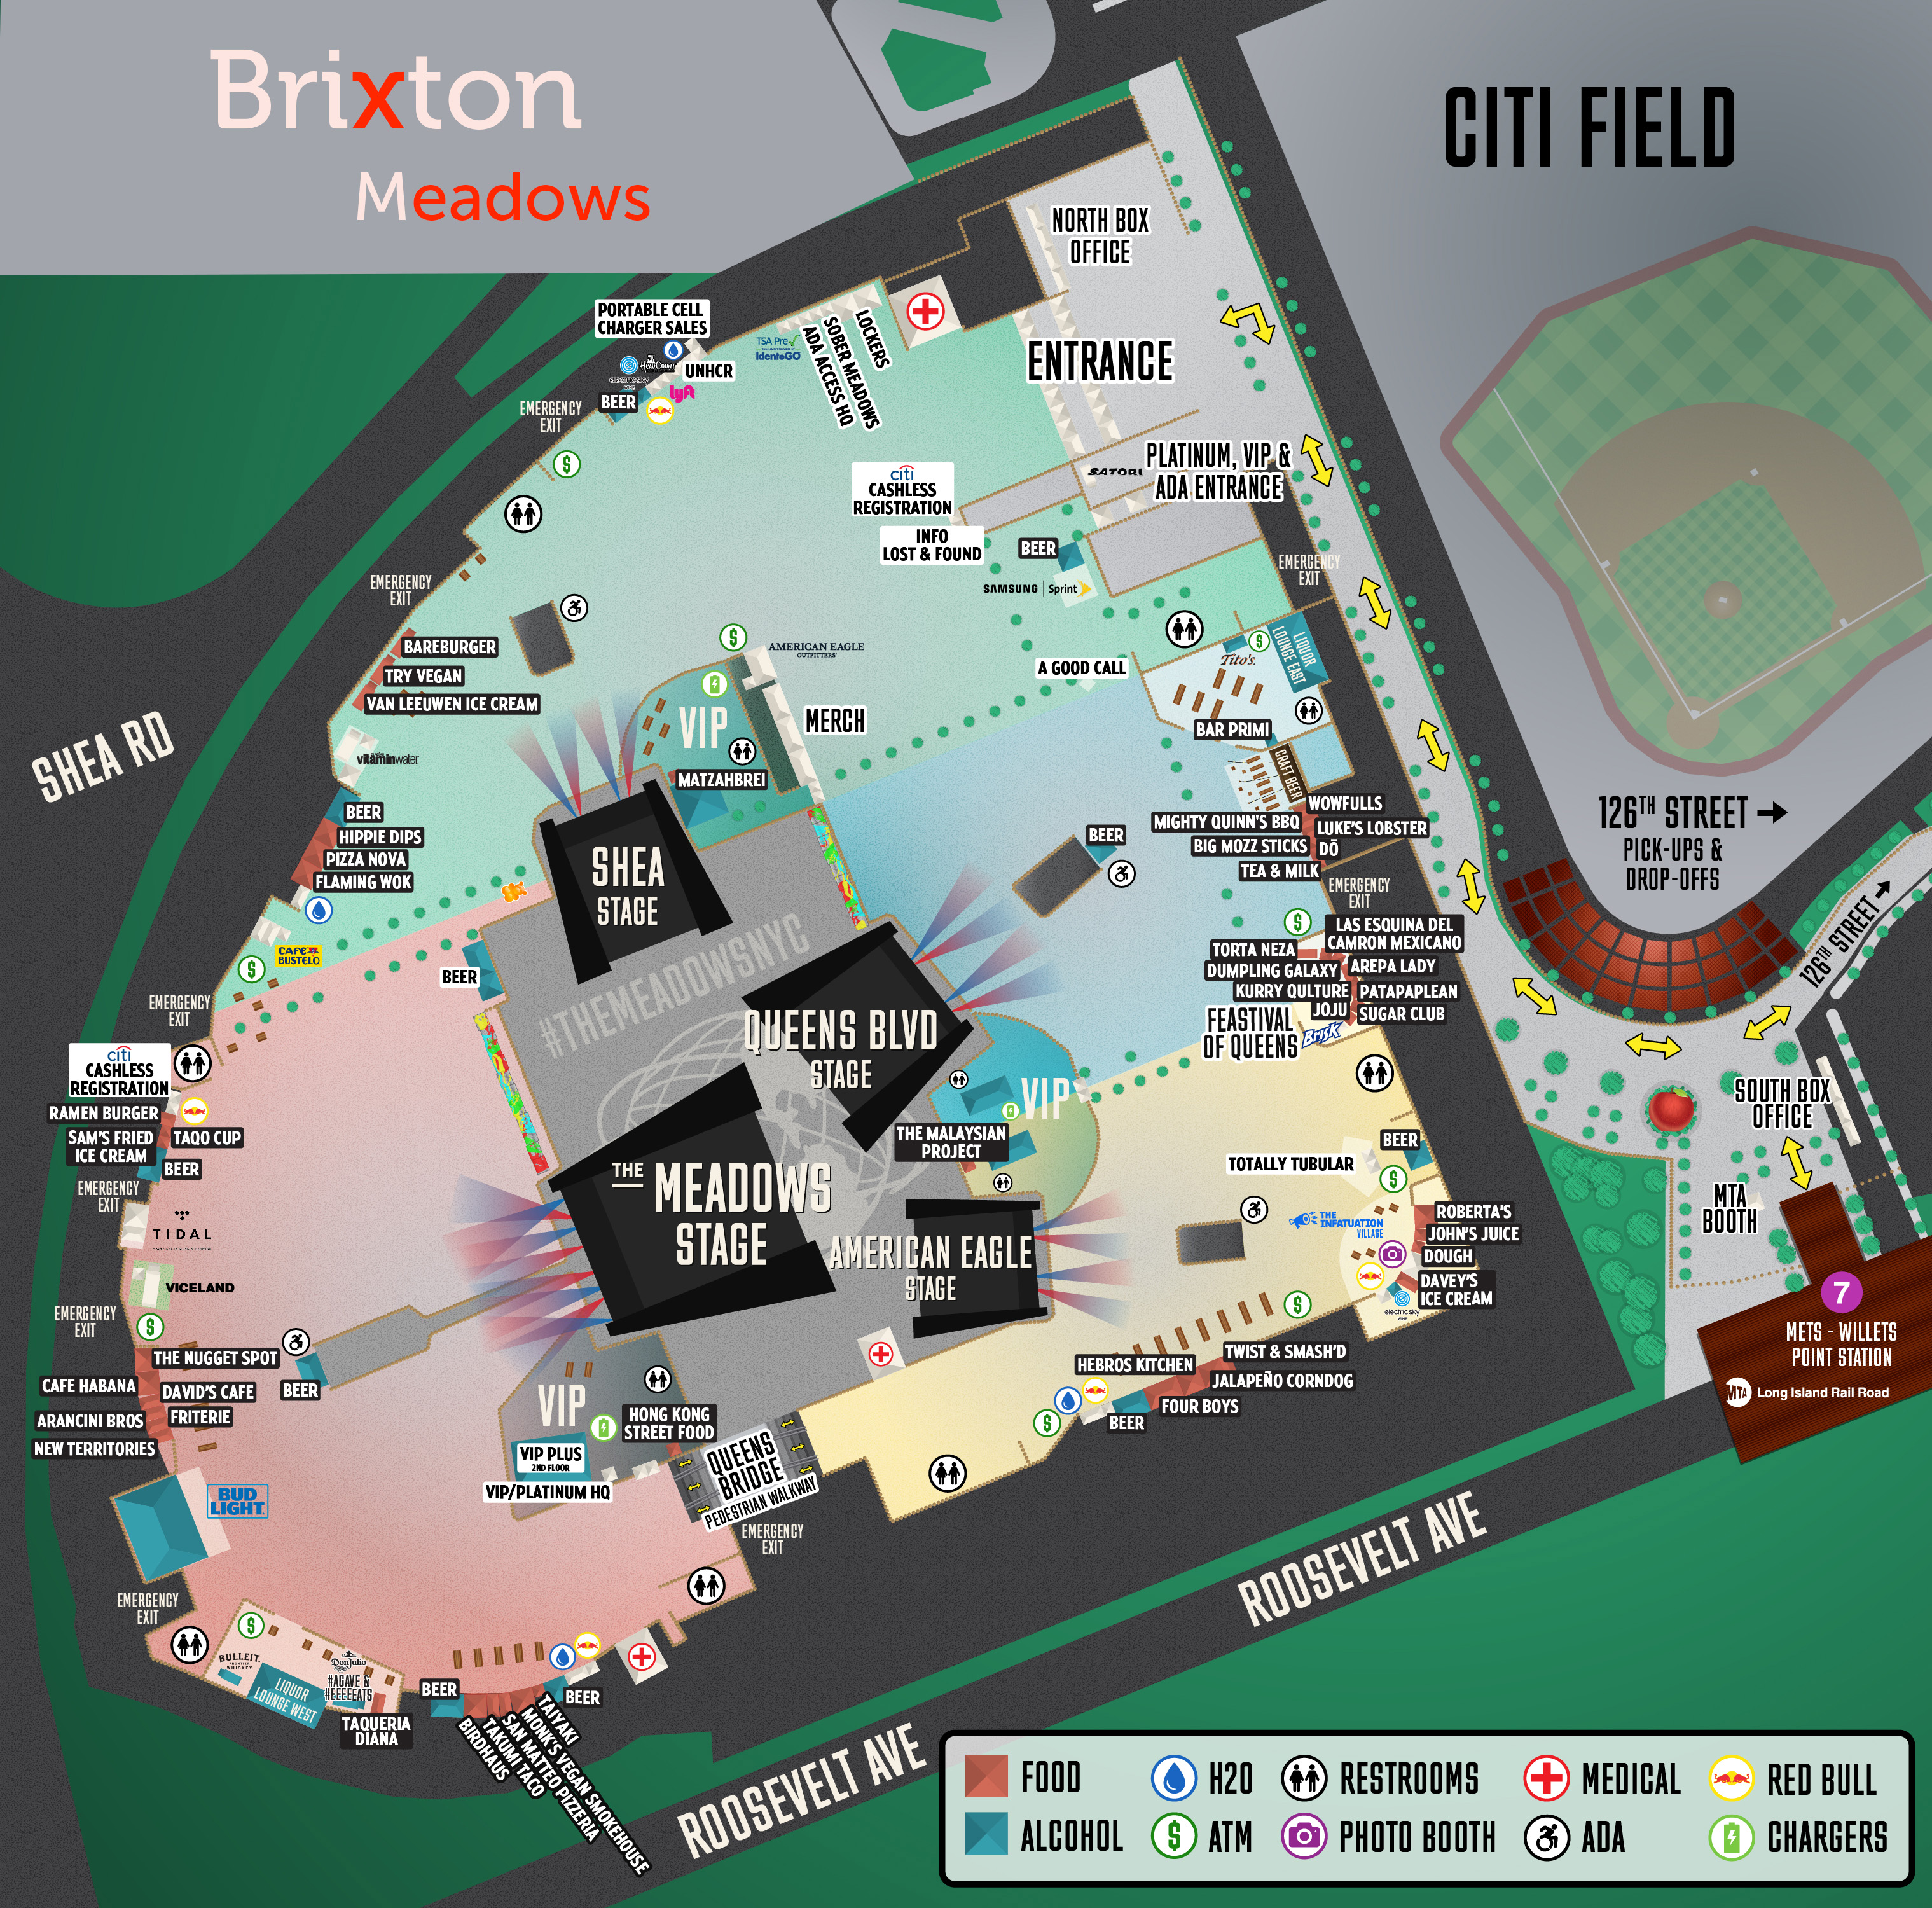 Brixton
Meadows
CITI FIELD
NORTH BOX
OFFICE
PORTABLE CELL
CHARGER SALES
electricsky
HeadCount
UNHCR
lyft
BEER
TSA Pre✓
IdentoGO
LOCKERS
SOBER MEADOWS
ADA ACCESS HQ
ENTRANCE
EMERGENCY
EXIT
citi
CASHLESS
REGISTRATION
SATORU
PLATINUM, VIP &
ADA ENTRANCE
INFO
LOST & FOUND
BEER
SAMSUNG | Sprint
EMERGENCY
EXIT
EMERGENCY
EXIT
BAREBURGER
TRY VEGAN
VAN LEEUWEN ICE CREAM
AMERICAN EAGLE
OUTFITTERS
A GOOD CALL
Tito's
LIQUOR
LOUNGE EAST
VIP
MERCH
BAR PRIMI
MATZAHBREI
SHEA RD
vitaminwater
CRAFT BEER
BEER
HIPPIE DIPS
PIZZA NOVA
FLAMING WOK
WOWFULLS
MIGHTY QUINN'S BBQ
LUKE'S LOBSTER
BIG MOZZ STICKS
DŌ
TEA & MILK
BEER
126TH STREET
PICK-UPS &
DROP-OFFS
126TH STREET
EMERGENCY
EXIT
SHEA
STAGE
CAFE
BUSTELO
BEER
#THEMEADOWSNYC
LAS ESQUINA DEL
CAMRON MEXICANO
TORTA NEZA
DUMPLING GALAXY
AREPA LADY
KURRY QULTURE
PATAPAPLEAN
JOJU
SUGAR CLUB
FEASTIVAL
OF QUEENS
BRISK
EMERGENCY
EXIT
QUEENS BLVD
STAGE
citi
CASHLESS
REGISTRATION
RAMEN BURGER
SAM'S FRIED
ICE CREAM
TAQO CUP
BEER
VIP
THE MALAYSIAN
PROJECT
BEER
TOTALLY TUBULAR
SOUTH BOX
OFFICE
MTA
BOOTH
EMERGENCY
EXIT
TIDAL
VICELAND
THE
MEADOWS
STAGE
AMERICAN EAGLE
STAGE
THE
INFATUATION
VILLAGE
ROBERTA'S
JOHN'S JUICE
DOUGH
DAVEY'S
ICE CREAM
electricsky
7
METS - WILLETS
POINT STATION
MTA
Long Island Rail Road
EMERGENCY
EXIT
THE NUGGET SPOT
CAFE HABANA
DAVID'S CAFE
BEER
ARANCINI BROS
FRITERIE
NEW TERRITORIES
TWIST & SMASH'D
HEBROS KITCHEN
JALAPEÑO CORNDOG
FOUR BOYS
BEER
VIP
HONG KONG
STREET FOOD
VIP PLUS
2ND FLOOR
VIP/PLATINUM HQ
QUEENS
BRIDGE
PEDESTRIAN WALKWAY
EMERGENCY
EXIT
BUD
LIGHT
EMERGENCY
EXIT
BULLEIT
FRONTIER
WHISKEY
LIQUOR
LOUNGE WEST
Don Julio
#AGAVE &
#EEEEEATS
TAQUERIA
DIANA
BEER
BEER
TAIYAKI
MONK'S VEGAN SMOKEHOUSE
SAN MATTEO PIZZERIA
TAKUMI TACO
BIRDHAUS
ROOSEVELT AVE
ROOSEVELT AVE
FOOD
H2O
RESTROOMS
MEDICAL
RED BULL
ALCOHOL
ATM
PHOTO BOOTH
ADA
CHARGERS